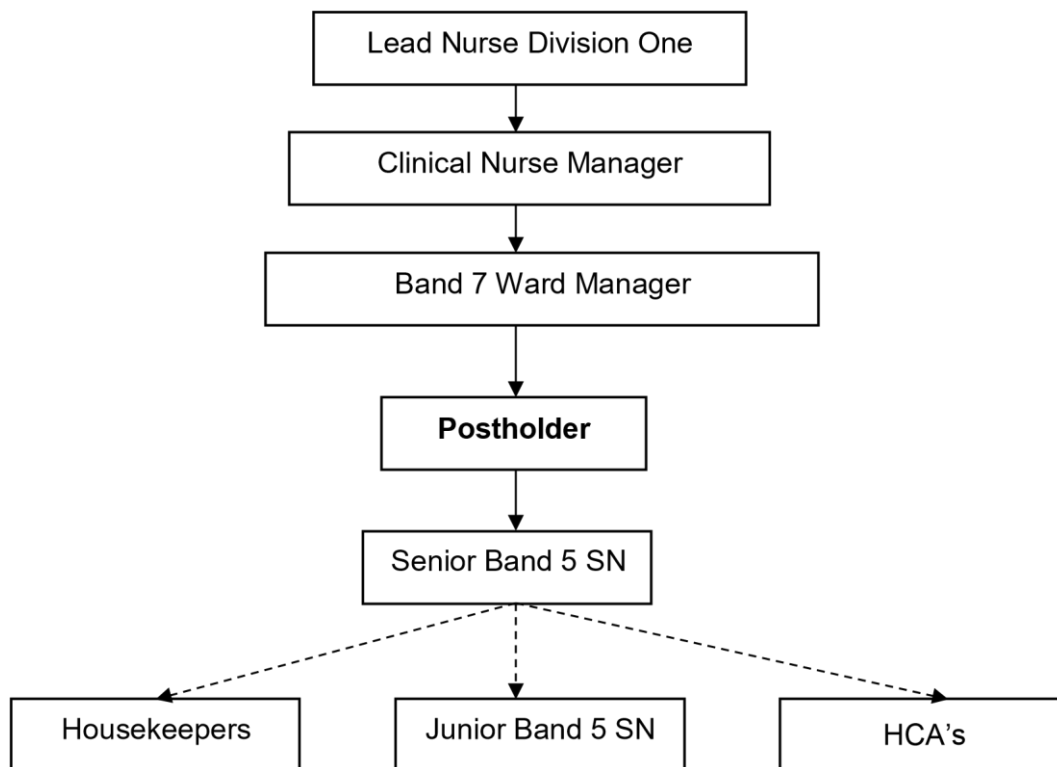 Lead Nurse Division One
Clinical Nurse Manager
Band 7 Ward Manager
Postholder
Senior Band 5 SN
Housekeepers
Junior Band 5 SN
HCA's